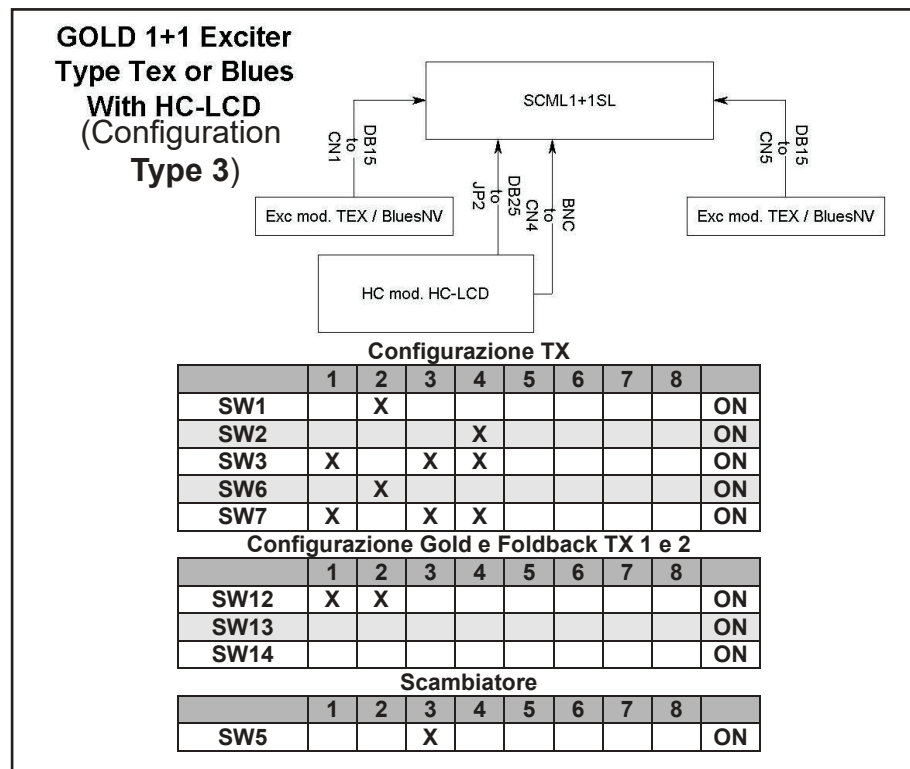 GOLD 1+1 Exciter
Type Tex or Blues
With HC-LCD
(Configuration
Type 3)
SCML1+1SL
DB15
to
CN1
DB25
to
JP2
BNC
to
CN4
DB15
to
CN5
Exc mod. TEX / BluesNV
Exc mod. TEX / BluesNV
HC mod. HC-LCD
Configurazione TX
1 2 3 4 5 6 7 8
SW1 X ON
SW2 X ON
SW3 X X X ON
SW6 X ON
SW7 X X X ON
Configurazione Gold e Foldback TX 1 e 2
1 2 3 4 5 6 7 8
SW12 X X ON
SW13 ON
SW14 ON
Scambiatore
1 2 3 4 5 6 7 8
SW5 X ON